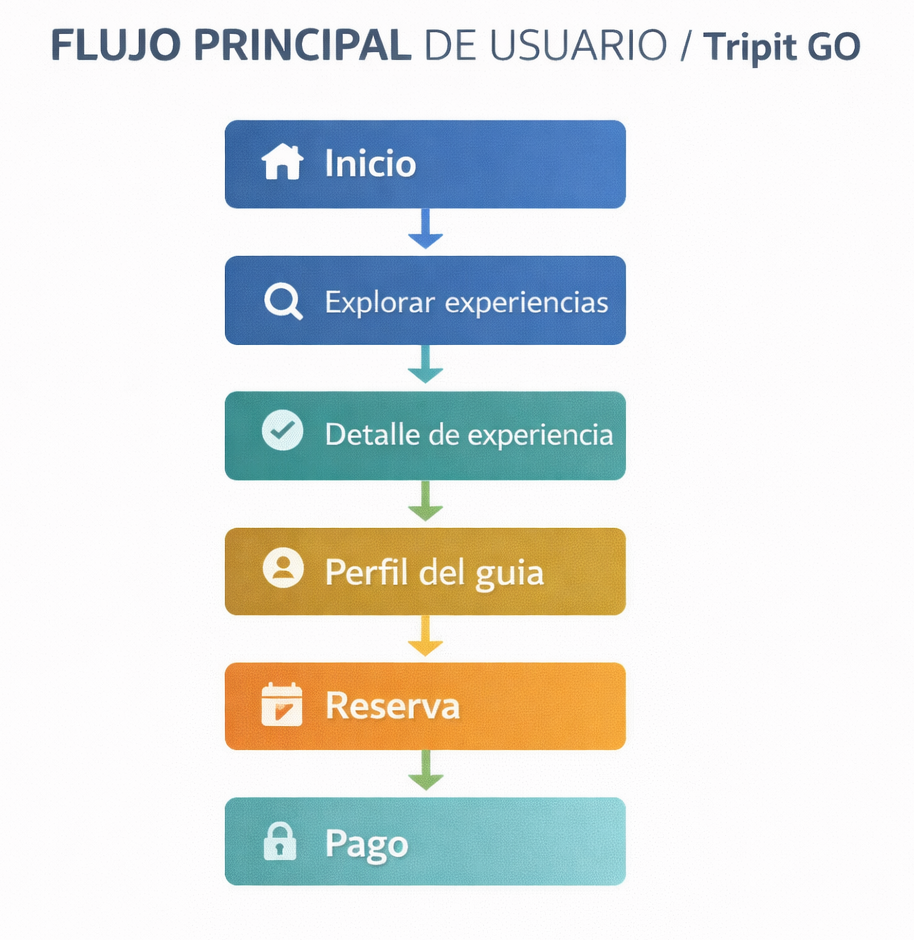 FLUJO PRINCIPAL DE USUARIO / Tripit GO
Inicio
Explorar experiencias
Detalle de experiencia
Perfil del guia
Reserva
Pago